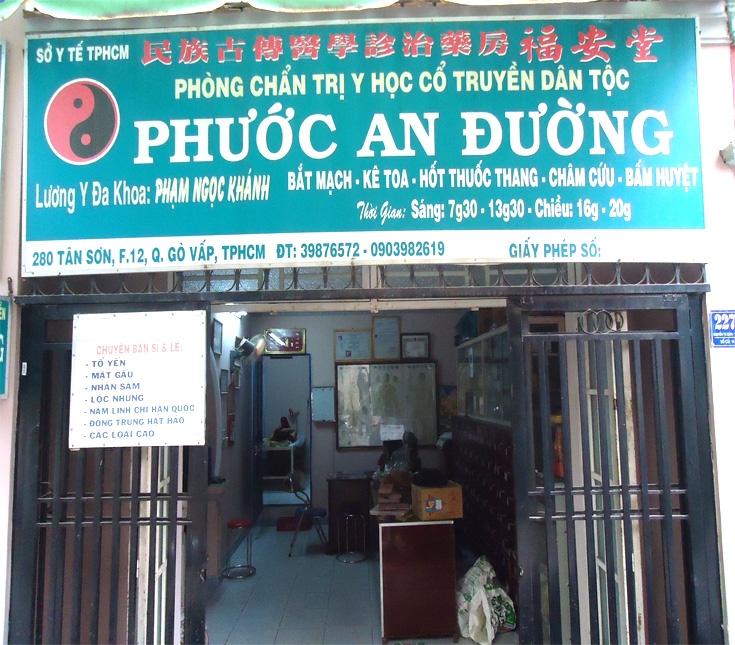 SỞ Y TẾ TPHCM 民族古傳醫學診治藥房福安堂
PHÒNG CHẨN TRỊ Y HỌC CỔ TRUYỀN DÂN TỘC
PHƯỚC AN ĐƯỜNG
Lương Y Đa Khoa: PHẠM NGỌC KHÁNH
BẮT MẠCH - KÊ TOA - HỐT THUỐC THANG - CHÂM CỨU - BẤM HUYỆT
Thời Gian: Sáng: 7g30 - 13g30 - Chiều: 16g - 20g
280 TÂN SƠN, F.12, Q. GÒ VẤP, TPHCM ĐT: 39876572 - 0903982619 GIẤY PHÉP SỐ:
CHUYÊN BÁN SỈ & LẺ:
- TỔ YẾN
- MẬT GẤU
- NHÂN SÂM
- LỘC NHUNG
- NẤM LINH CHI HÀN QUỐC
- ĐÔNG TRÙNG HẠT HẢO
- CÁC LOẠI CAO
227